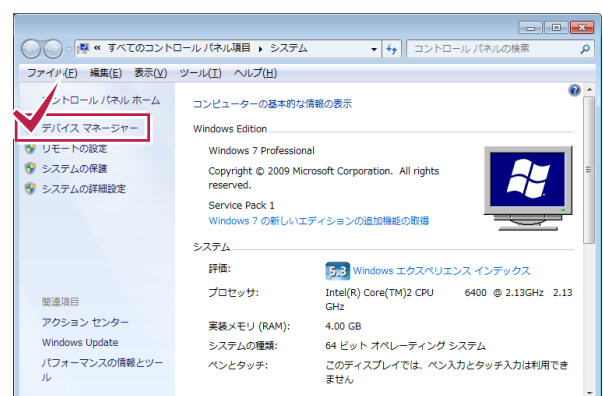 « すべてのコントロール パネル項目 ▸ システム
コントロール パネルの検索
ファイル(F) 編集(E) 表示(V) ツール(T) ヘルプ(H)
ントロール パネル ホーム
デバイス マネージャー
リモートの設定
システムの保護
システムの詳細設定
関連項目
アクション センター
Windows Update
パフォーマンスの情報とツー
ル
コンピューターの基本的な情報の表示
Windows Edition
Windows 7 Professional
Copyright © 2009 Microsoft Corporation. All rights
reserved.
Service Pack 1
Windows 7 の新しいエディションの追加機能の取得
システム
評価: 5.3 Windows エクスペリエンス インデックス
プロセッサ: Intel(R) Core(TM)2 CPU 6400 @ 2.13GHz 2.13
GHz
実装メモリ (RAM): 4.00 GB
システムの種類: 64 ビット オペレーティング システム
ペンとタッチ: このディスプレイでは、ペン入力とタッチ入力は利用でき
ません